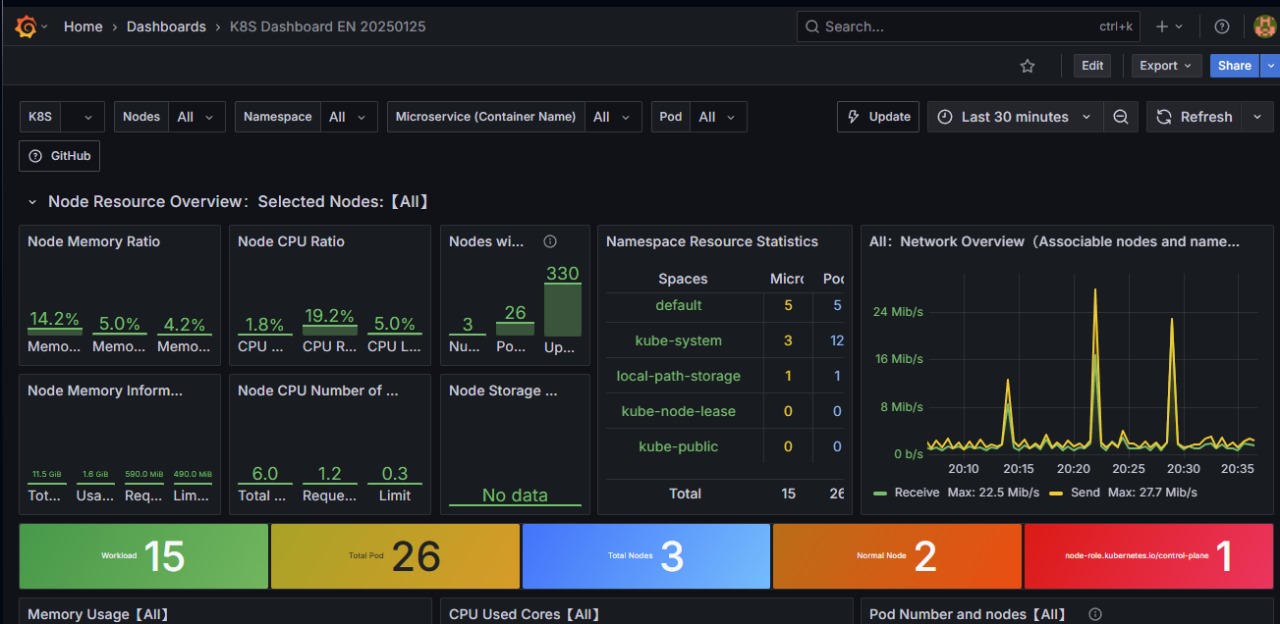 Home › Dashboards › K8S Dashboard EN 20250125 Search... ctrl+k
Edit Export Share
K8S Nodes All Namespace All Microservice (Container Name) All Pod All Update Last 30 minutes Refresh
GitHub
Node Resource Overview：Selected Nodes:【All】
Node Memory Ratio
14.2% 5.0% 4.2%
Memo... Memo... Memo...
Node CPU Ratio
1.8% 19.2% 5.0%
CPU ... CPU R... CPU L...
Nodes wi...
3 26 330
Nu... Po... Up...
Namespace Resource Statistics
Spaces Micro Poc
default 5 5
kube-system 3 12
local-path-storage 1 1
kube-node-lease 0 0
kube-public 0 0
Total 15 26
All：Network Overview（Associable nodes and name...
24 Mib/s
16 Mib/s
8 Mib/s
0 b/s
20:10 20:15 20:20 20:25 20:30 20:35
Receive Max: 22.5 Mib/s Send Max: 27.7 Mib/s
Node Memory Inform...
11.5 GiB 1.6 GiB 590.0 MiB 490.0 MiB
Tot... Usa... Req... Lim...
Node CPU Number of ...
6.0 1.2 0.3
Total ... Reque... Limit
Node Storage ...
No data
Workload 15
Total Pod 26
Total Nodes 3
Normal Node 2
node-role.kubernetes.io/control-plane 1
Memory Usage【All】
CPU Used Cores【All】
Pod Number and nodes【All】